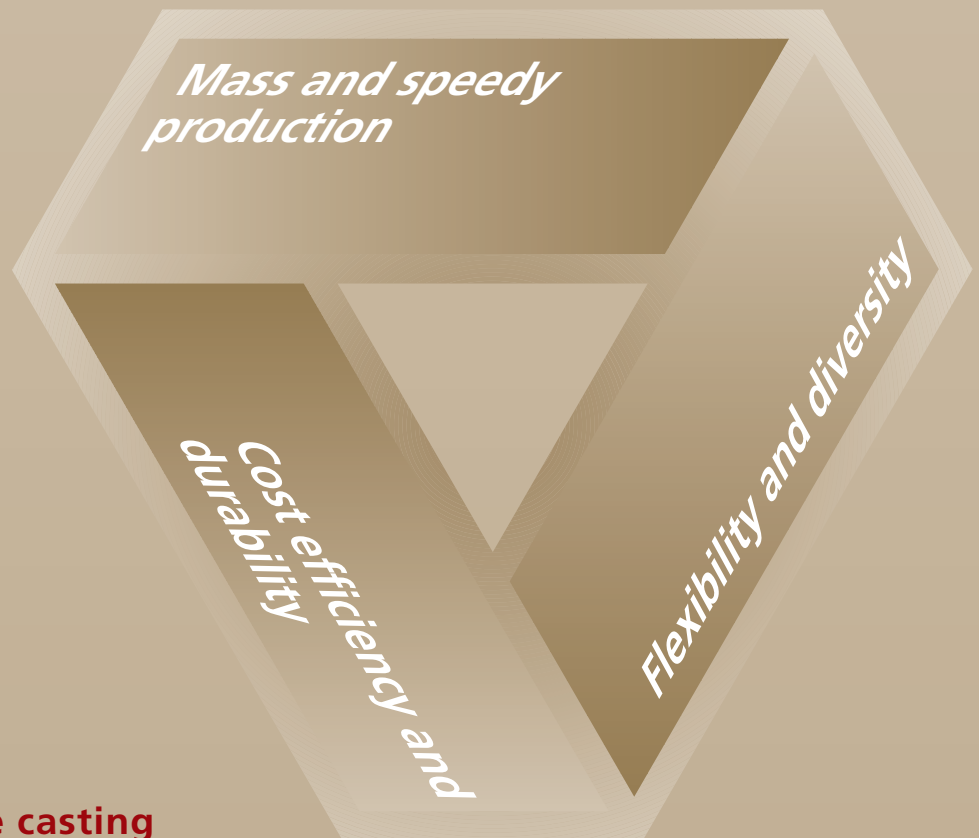 Mass and speedy
production
Flexibility and diversity
Cost efficiency and
durability
casting